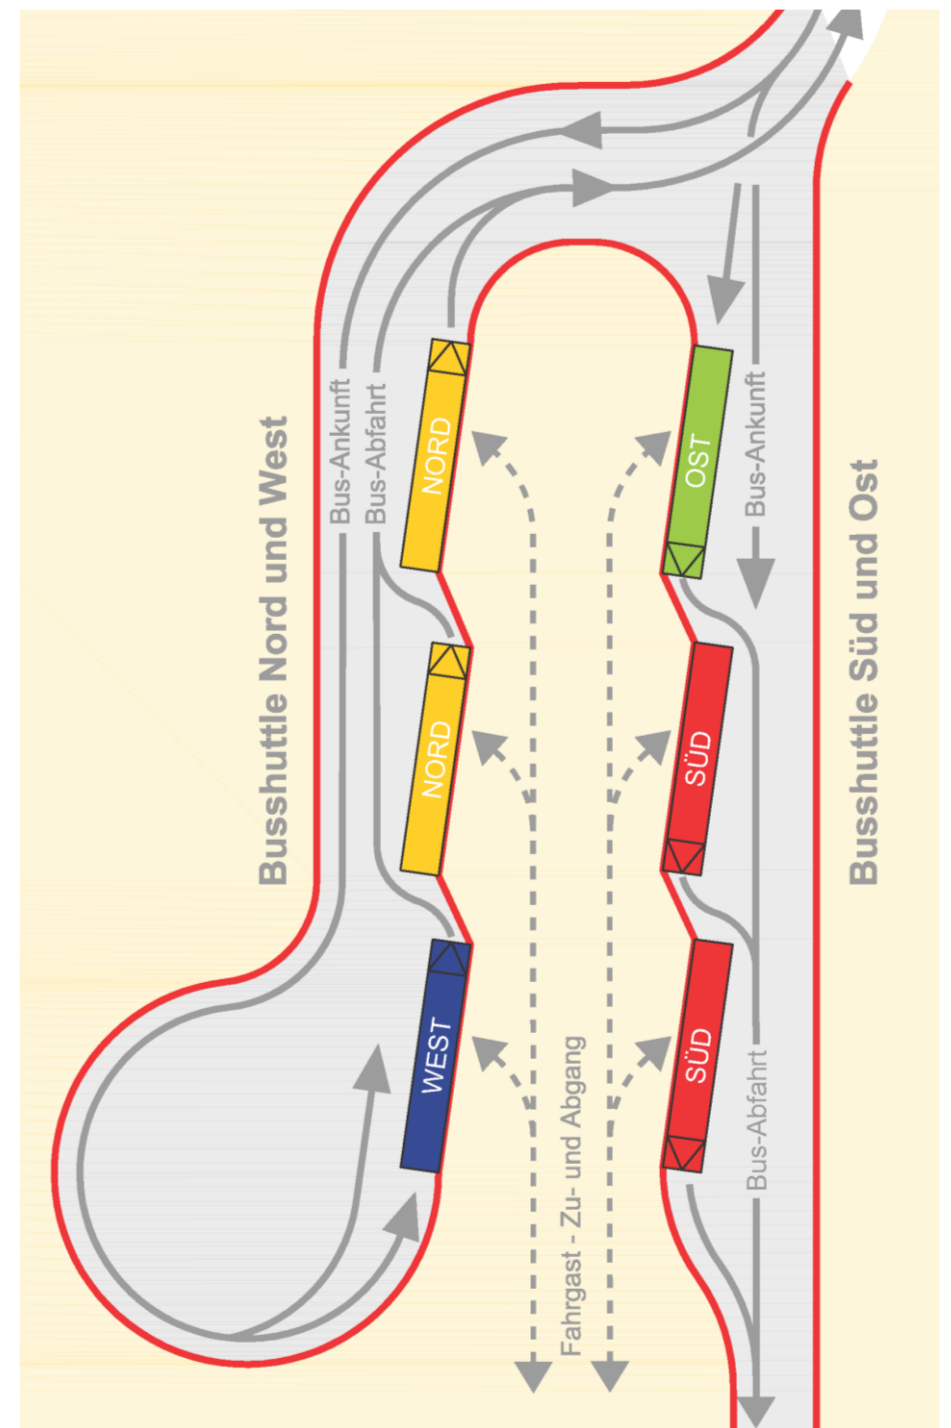 Busshuttle Nord und West
Bus-Ankunft
Bus-Abfahrt
NORD
NORD
WEST
Fahrgast - Zu- und Abgang
OST
SÜD
SÜD
Bus-Ankunft
Bus-Abfahrt
Busshuttle Süd und Ost